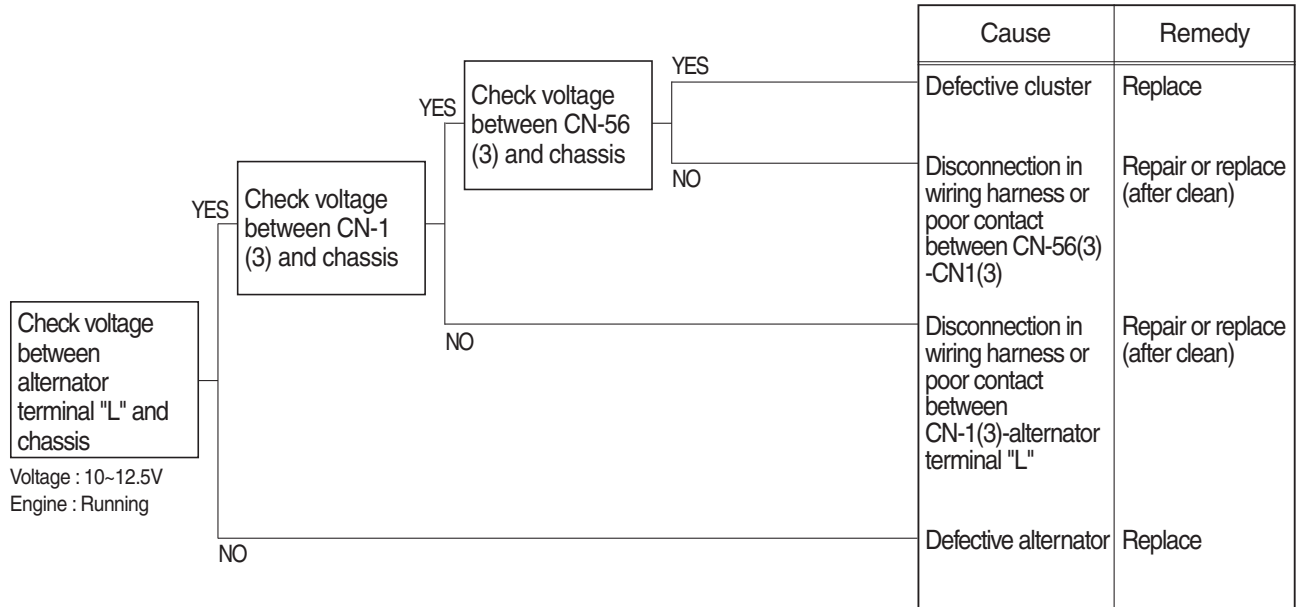 Cause
Remedy
YES
Check voltage
between CN-56
(3) and chassis
YES
Defective cluster
Replace
NO
Disconnection in
wiring harness or
poor contact
between CN-56(3)
-CN1(3)
Repair or replace
(after clean)
YES
Check voltage
between CN-1
(3) and chassis
NO
Disconnection in
wiring harness or
poor contact
between
CN-1(3)-alternator
terminal "L"
Repair or replace
(after clean)
Check voltage
between
alternator
terminal "L" and
chassis
Voltage : 10~12.5V
Engine : Running
NO
Defective alternator
Replace